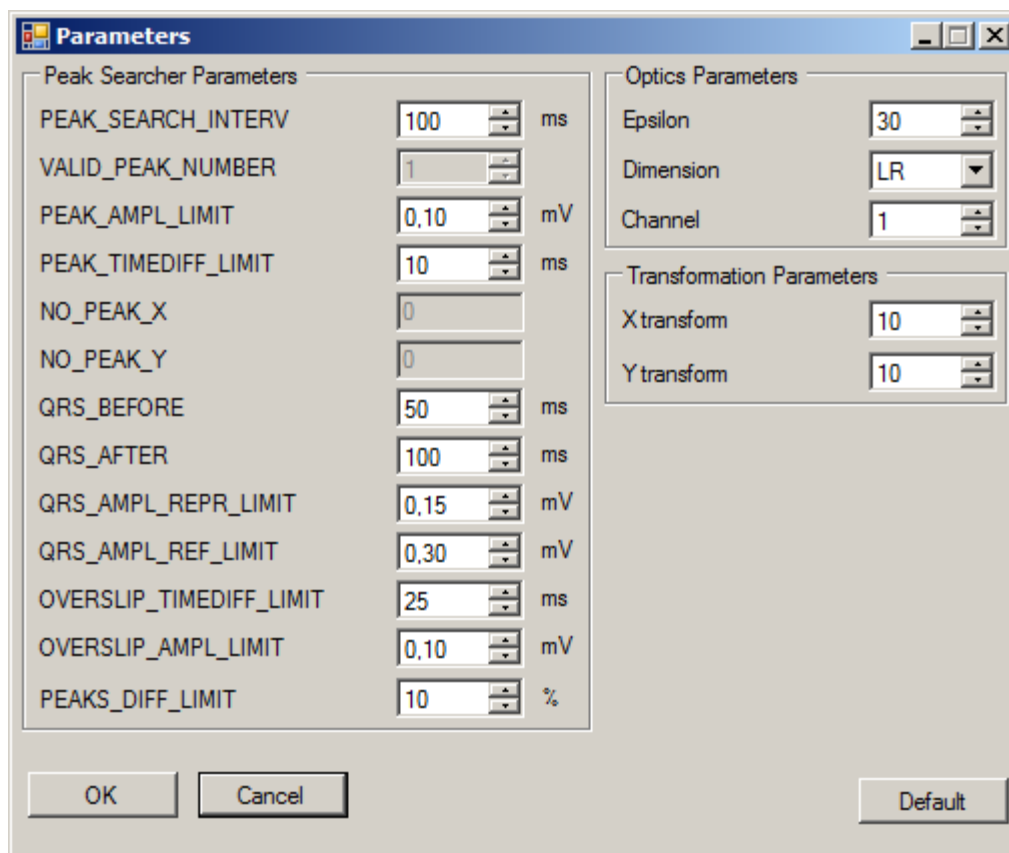 Parameters
Peak Searcher Parameters
PEAK_SEARCH_INTERV 100 ms
VALID_PEAK_NUMBER 1
PEAK_AMPL_LIMIT 0,10 mV
PEAK_TIMEDIFF_LIMIT 10 ms
NO_PEAK_X 0
NO_PEAK_Y 0
QRS_BEFORE 50 ms
QRS_AFTER 100 ms
QRS_AMPL_REPR_LIMIT 0,15 mV
QRS_AMPL_REF_LIMIT 0,30 mV
OVERSLIP_TIMEDIFF_LIMIT 25 ms
OVERSLIP_AMPL_LIMIT 0,10 mV
PEAKS_DIFF_LIMIT 10 %
Optics Parameters
Epsilon 30
Dimension LR
Channel 1
Transformation Parameters
X transform 10
Y transform 10
OK Cancel Default